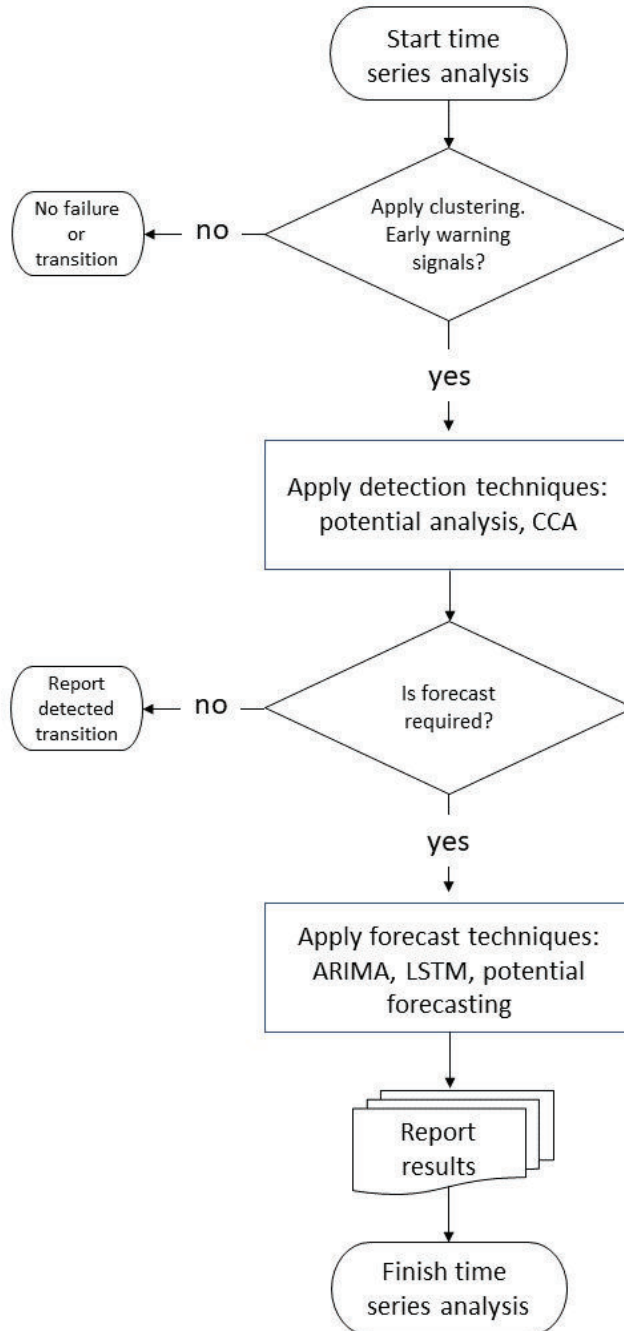 Start time
series analysis
Apply clustering.
Early warning
signals?
no
No failure
or
transition
yes
Apply detection techniques:
potential analysis, CCA
Is forecast
required?
no
Report
detected
transition
yes
Apply forecast techniques:
ARIMA, LSTM, potential
forecasting
Report
results
Finish time
series analysis